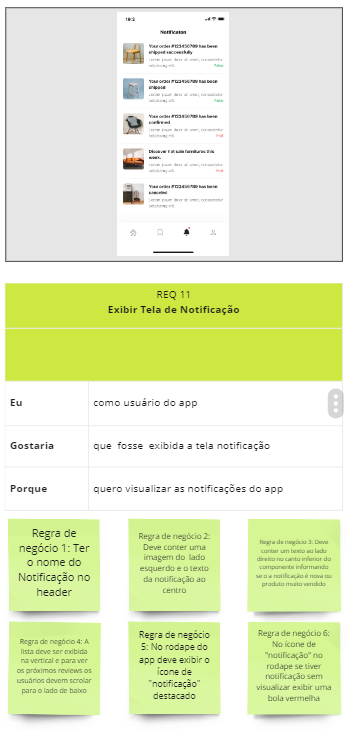 19:2
Notification
Your order #123456789 has been
shipped successfully
Lorem ipsum dolor sit amet, consectetur
adipiscing elit.
New
Your order #123456789 has been
shipped
Lorem ipsum dolor sit amet, consectetur
adipiscing elit.
New
Your order #123456789 has been
confirmed
Lorem ipsum dolor sit amet, consectetur
adipiscing elit.
Hot
Discover hot sale furnitures this
week.
Lorem ipsum dolor sit amet, consectetur
adipiscing elit.
Hot
Your order #123456789 has been
canceled
Lorem ipsum dolor sit amet, consectetur
adipiscing elit.
REQ 11
Exibir Tela de Notificação
Eu como usuário do app
Gostaria que fosse exibida a tela notificação
Porque quero visualizar as notificações do app
Regra de
negócio 1: Ter
o nome do
Notificação no
header
Regra de negócio 2:
Deve conter uma
imagem do lado
esquerdo e o texto
da notificação ao
centro
Regra de negócio 3: Deve
conter um texto ao lado
direito no canto inferior do
componente informando
se o a notificação é nova ou
produto muito vendido
Regra de negócio 4: A
lista deve ser exibida
na vertical e para ver
os próximos reviews os
usuários devem scrolar
para o lado de baixo
Regra de negócio
5: No rodape do
app deve exibir o
ícone de
"notificação"
destacado
Regra de negócio 6:
No ícone de
"notificação" no
rodape se tiver
notificação sem
visualizar exibir uma
bola vermelha